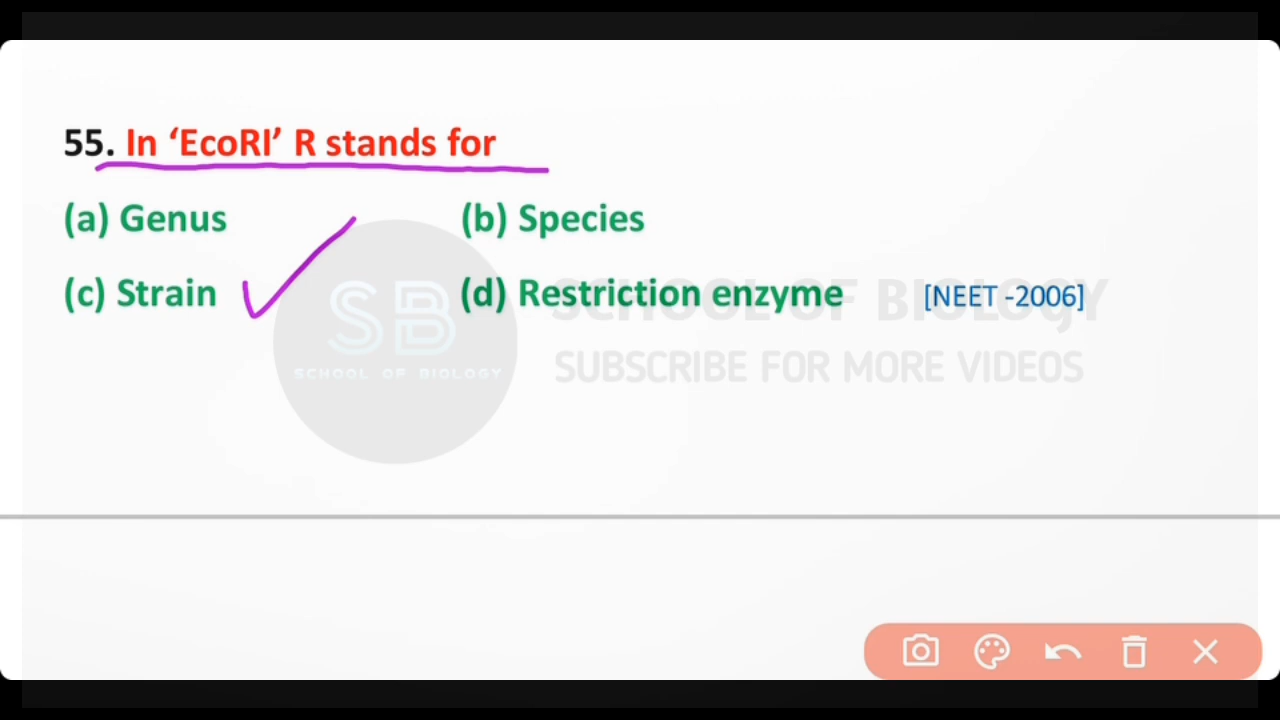 55. In ‘EcoRI’ R stands for
(a) Genus (b) Species
(c) Strain (d) Restriction enzyme [NEET -2006]
SB
SCHOOL OF BIOLOGY
SCHOOL OF BIOLOGY
SUBSCRIBE FOR MORE VIDEOS